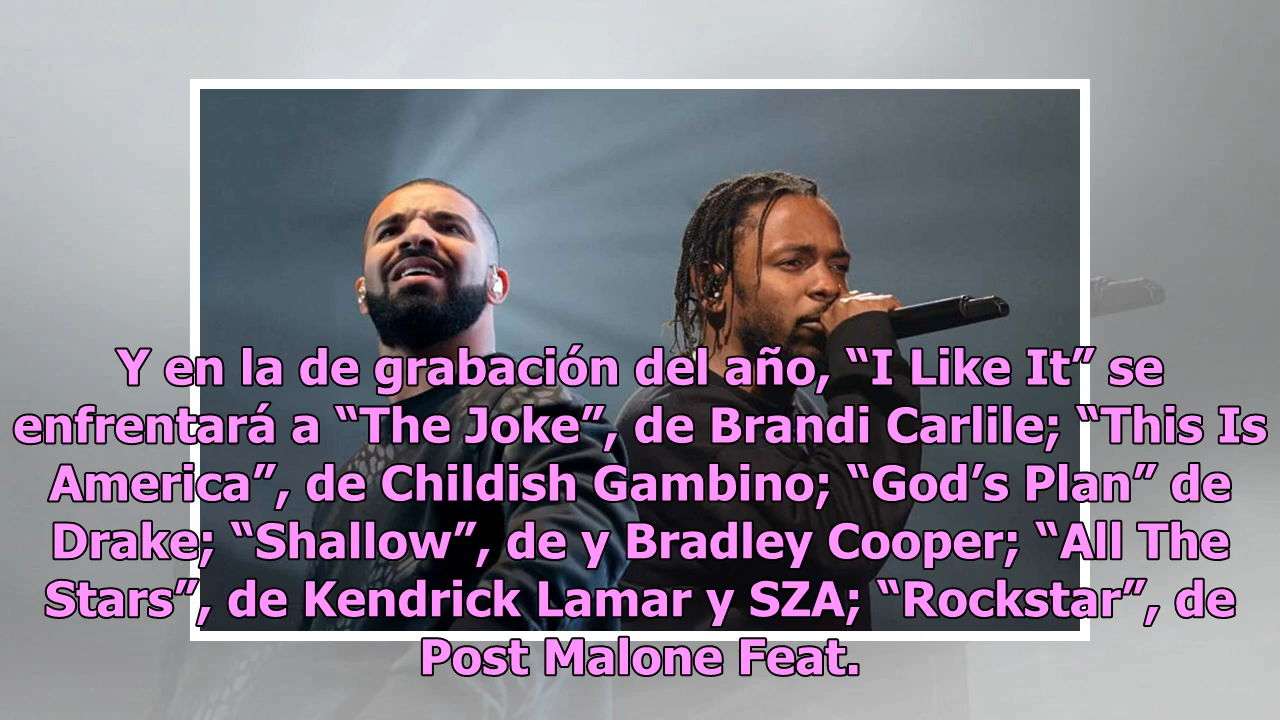 Y en la de grabación del año, “I Like It” se
enfrentará a “The Joke”, de Brandi Carlile; “This Is
America”, de Childish Gambino; “God’s Plan” de
Drake; “Shallow”, de y Bradley Cooper; “All The
Stars”, de Kendrick Lamar y SZA; “Rockstar”, de
Post Malone Feat.